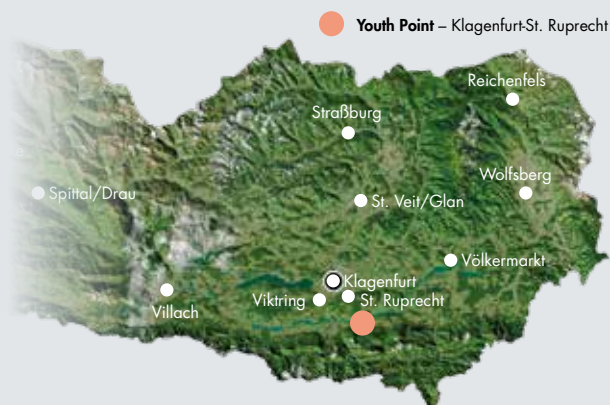 Youth Point – Klagenfurt-St. Ruprecht
Reichenfels
Straßburg
Wolfsberg
Spittal/Drau
St. Veit/Glan
Völkermarkt
Klagenfurt
Viktring
St. Ruprecht
Villach